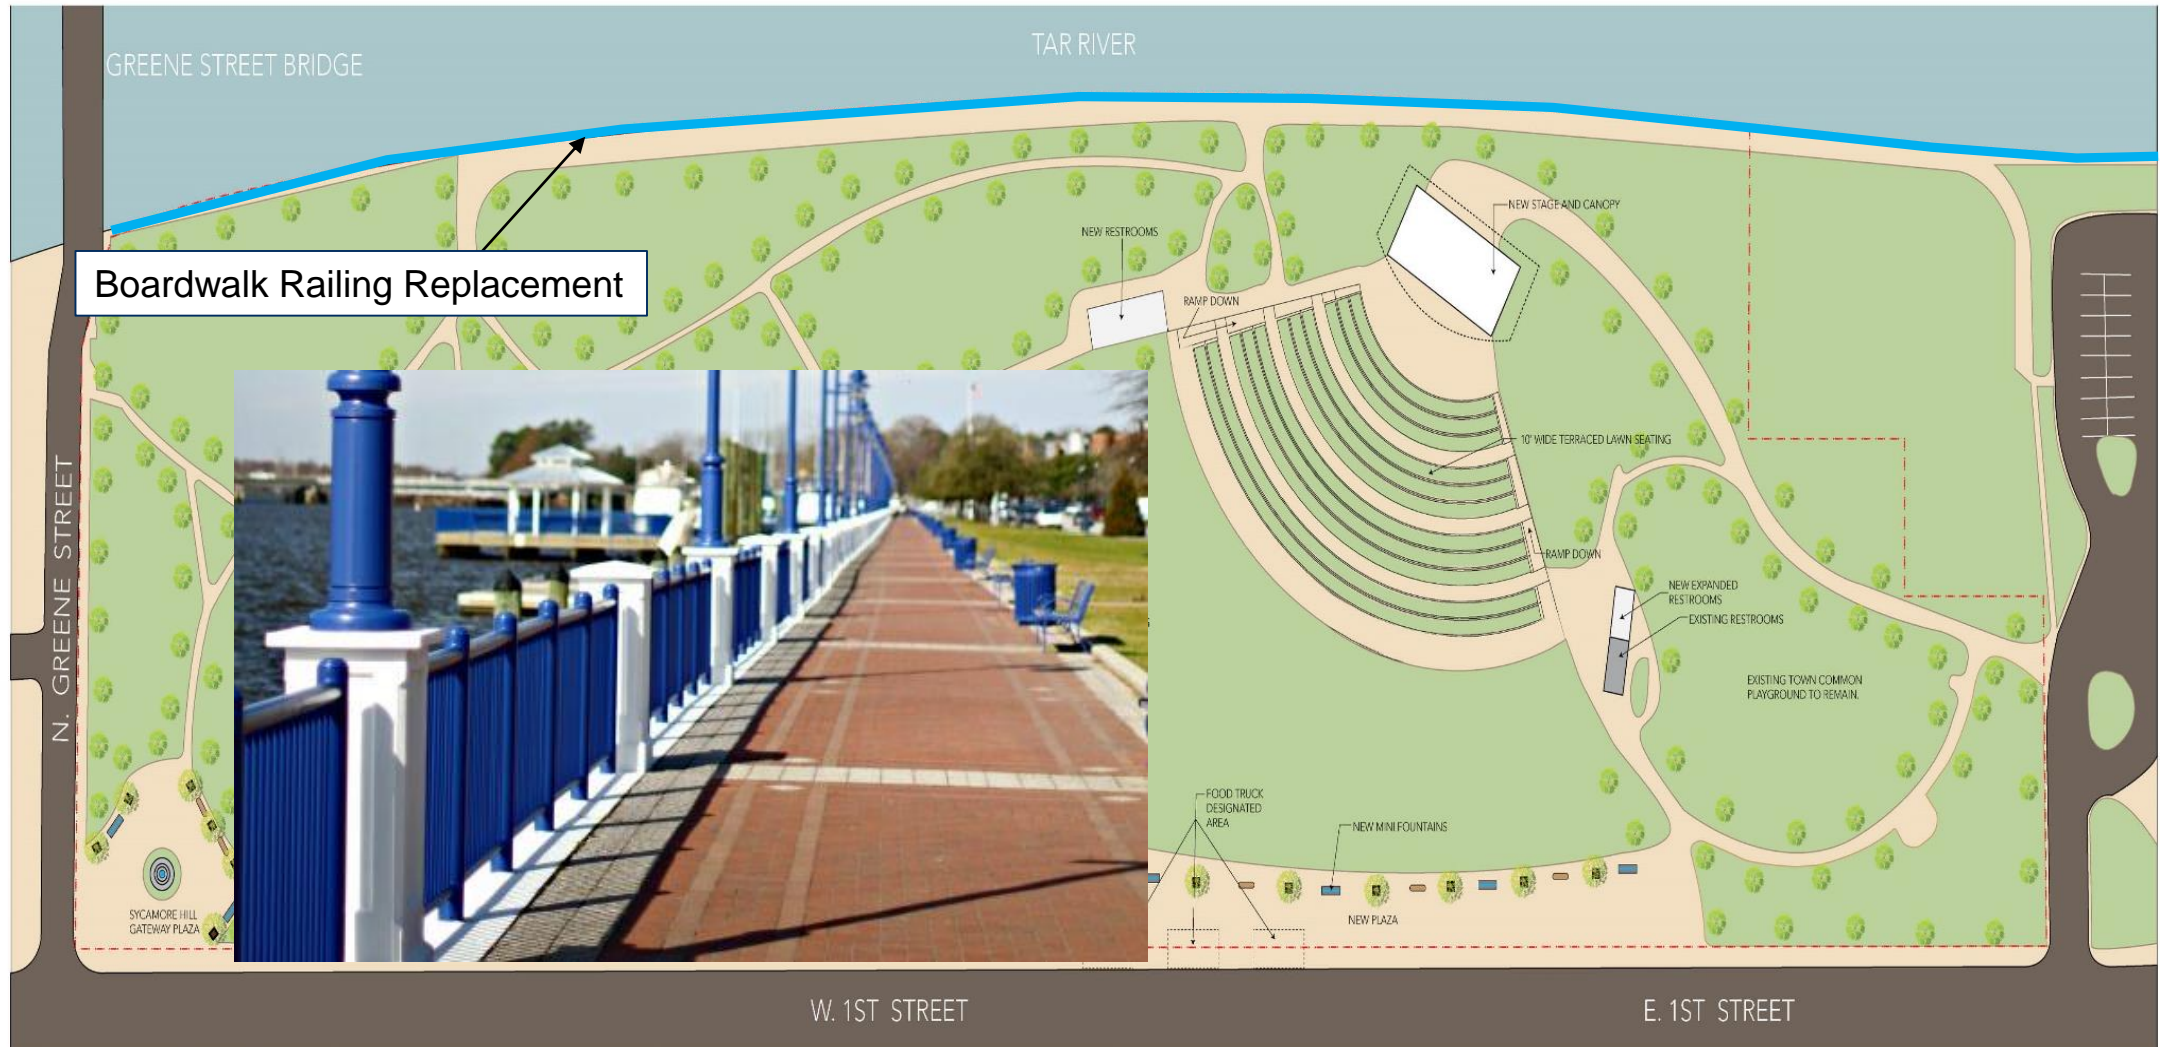 TAR RIVER
GREENE STREET BRIDGE
NEW STAGE AND CANOPY
NEW RESTROOMS
Boardwalk Railing Replacement
RAMP DOWN
10' WIDE TERRACED LAWN SEATING
N. GREENE STREET
RAMP DOWN
NEW EXPANDED
RESTROOMS
EXISTING RESTROOMS
EXISTING TOWN COMMON
PLAYGROUND TO REMAIN.
FOOD TRUCK
DESIGNATED
AREA
NEW MINI FOUNTAINS
SYCAMORE HILL
GATEWAY PLAZA
NEW PLAZA
W. 1ST STREET
E. 1ST STREET